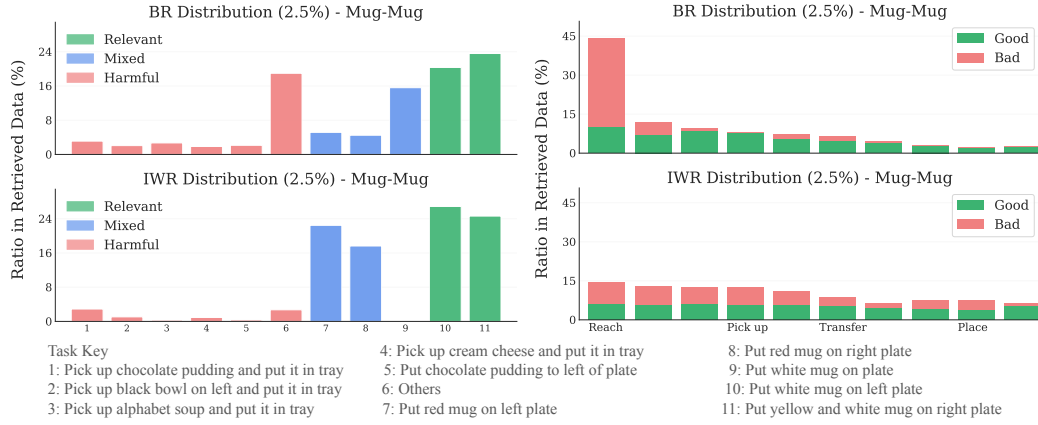 BR Distribution (2.5%) - Mug-Mug
Relevant
Mixed
Harmful
24
16
8
0
IWR Distribution (2.5%) - Mug-Mug
Relevant
Mixed
Harmful
24
16
8
0
1 2 3 4 5 6 7 8 9 10 11
Ratio in Retrieved Data (%)
BR Distribution (2.5%) - Mug-Mug
Good
Bad
45
30
15
0
IWR Distribution (2.5%) - Mug-Mug
Good
Bad
45
30
15
0
Reach Pick up Transfer Place
Ratio in Retrieved Data (%)
Task Key
1: Pick up chocolate pudding and put it in tray
2: Pick up black bowl on left and put it in tray
3: Pick up alphabet soup and put it in tray
4: Pick up cream cheese and put it in tray
5: Put chocolate pudding to left of plate
6: Others
7: Put red mug on left plate
8: Put red mug on right plate
9: Put white mug on plate
10: Put white mug on left plate
11: Put yellow and white mug on right plate